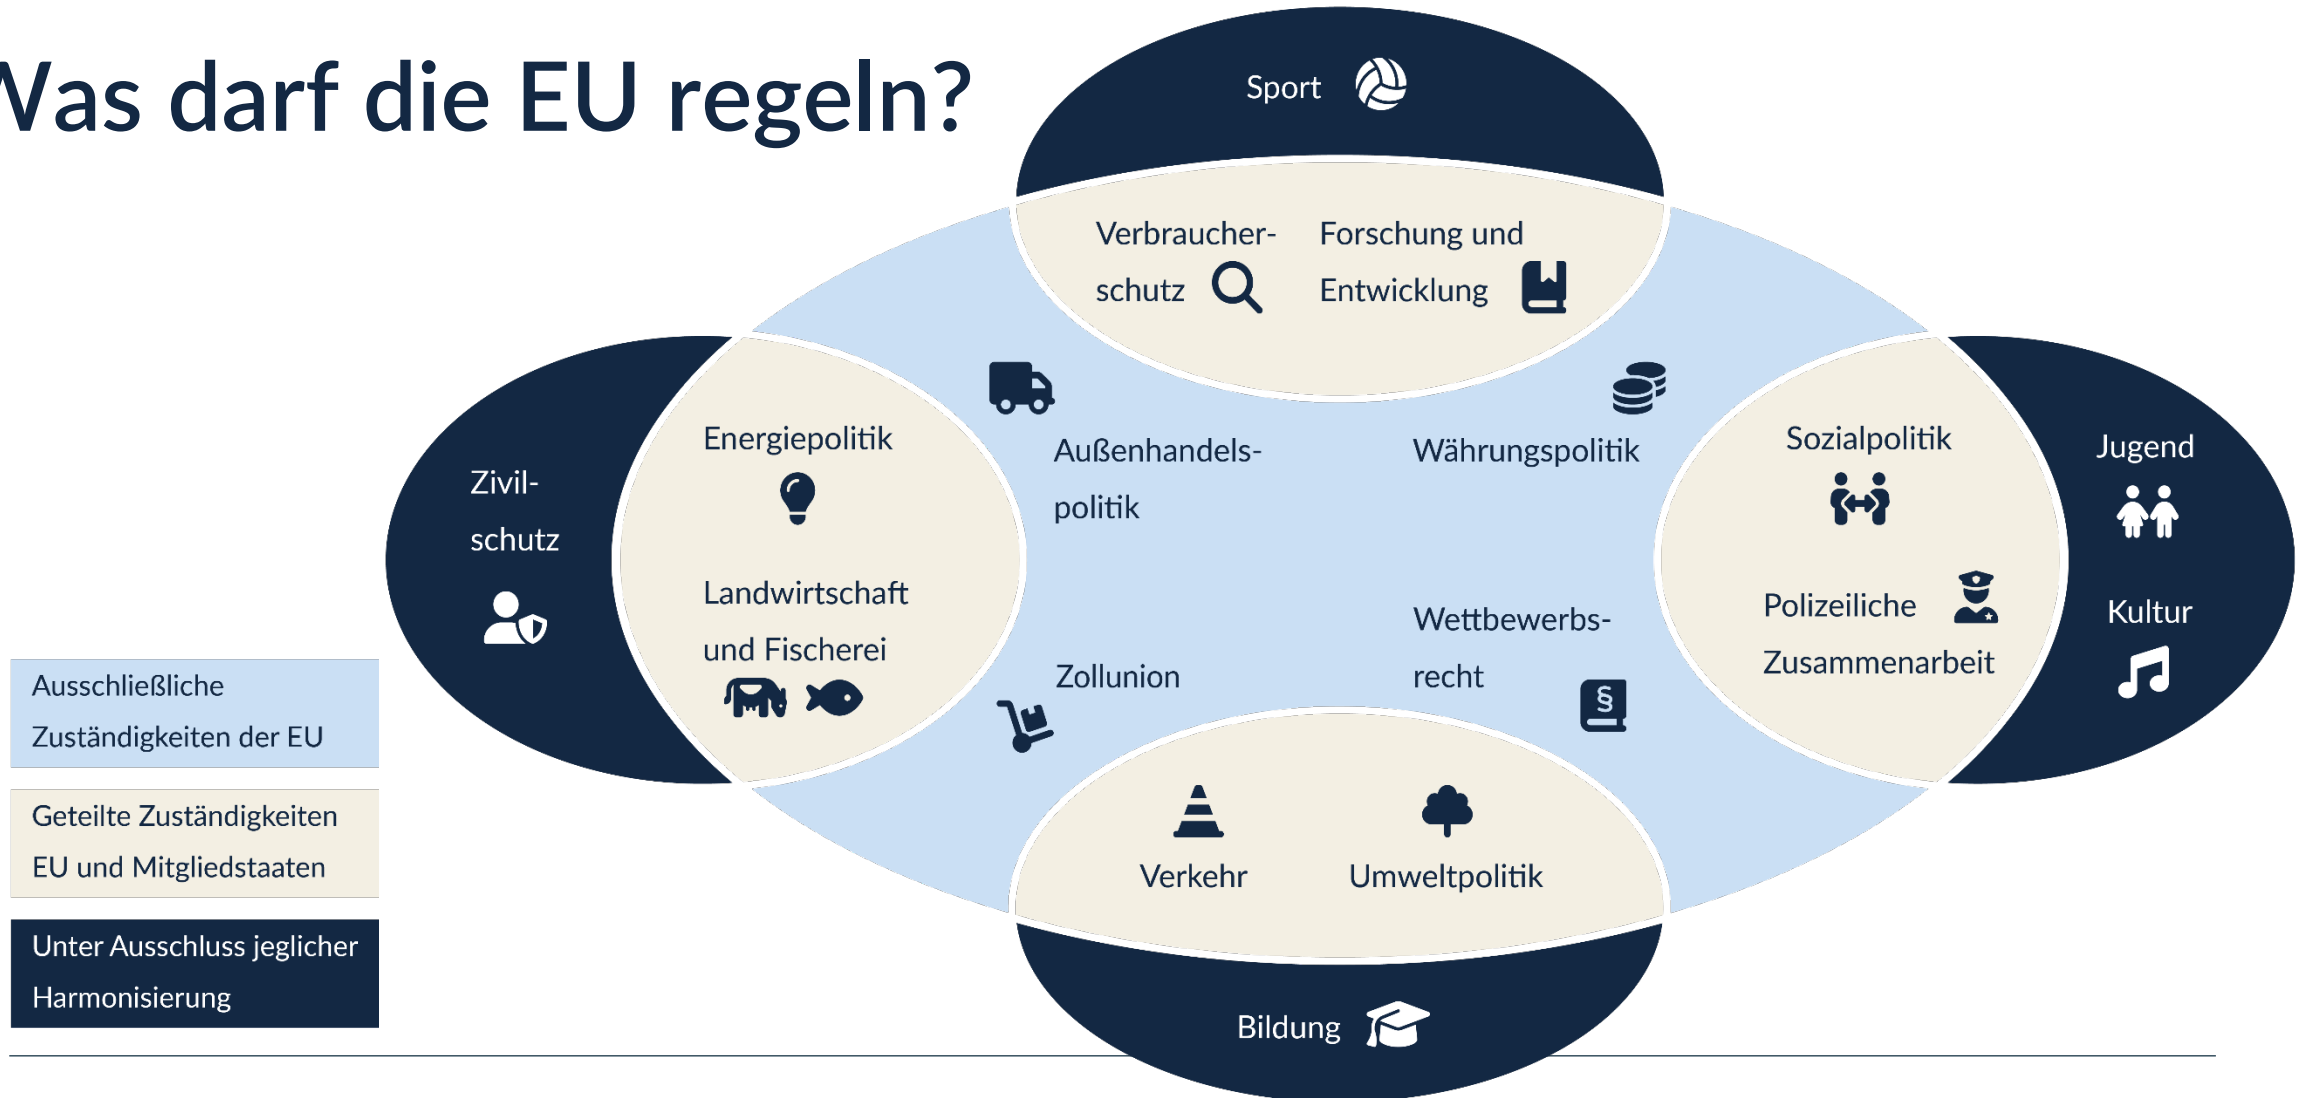 Was darf die EU regeln?
Sport
Verbraucher-
schutz
Forschung und
Entwicklung
Energiepolitik
Landwirtschaft
und Fischerei
Zivil-
schutz
Außenhandels-
politik
Währungspolitik
Zollunion
Wettbewerbs-
recht
§
Sozialpolitik
Polizeiliche
Zusammenarbeit
Jugend
Kultur
Verkehr
Umweltpolitik
Bildung
Ausschließliche
Zuständigkeiten der EU
Geteilte Zuständigkeiten
EU und Mitgliedstaaten
Unter Ausschluss jeglicher
Harmonisierung